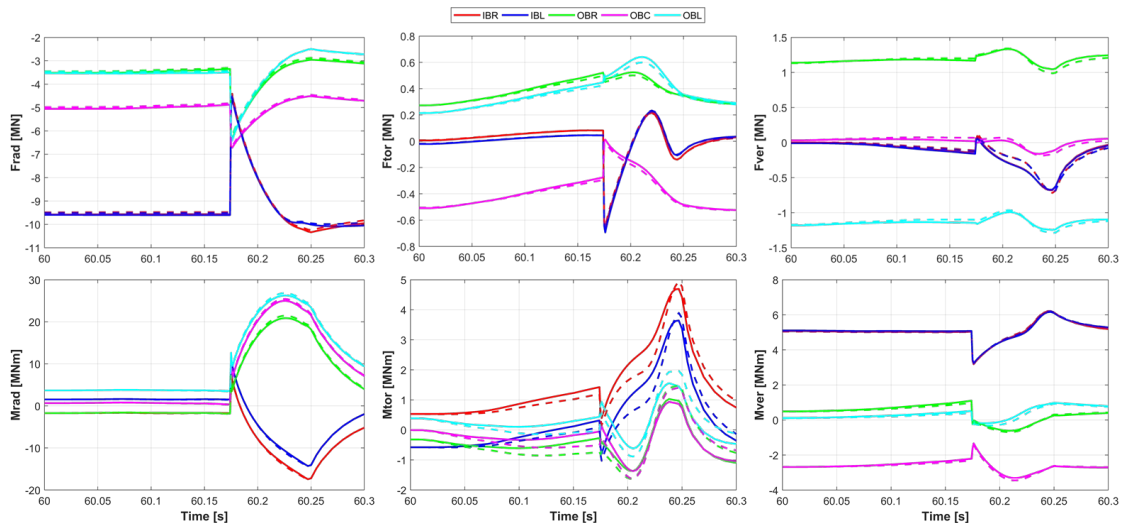 IBR IBL OBR OBC OBL
Frad [MN]
-2
-3
-4
-5
-6
-7
-8
-9
-10
-11
60 60.05 60.1 60.15 60.2 60.25 60.3
Ftor [MN]
0.8
0.6
0.4
0.2
0
-0.2
-0.4
-0.6
-0.8
60 60.05 60.1 60.15 60.2 60.25 60.3
Fver [MN]
1.5
1
0.5
0
-0.5
-1
-1.5
60 60.05 60.1 60.15 60.2 60.25 60.3
Mrad [MNm]
30
20
10
0
-10
-20
60 60.05 60.1 60.15 60.2 60.25 60.3
Time [s]
Mtor [MNm]
5
4
3
2
1
0
-1
-2
60 60.05 60.1 60.15 60.2 60.25 60.3
Time [s]
Mver [MNm]
8
6
4
2
0
-2
-4
60 60.05 60.1 60.15 60.2 60.25 60.3
Time [s]